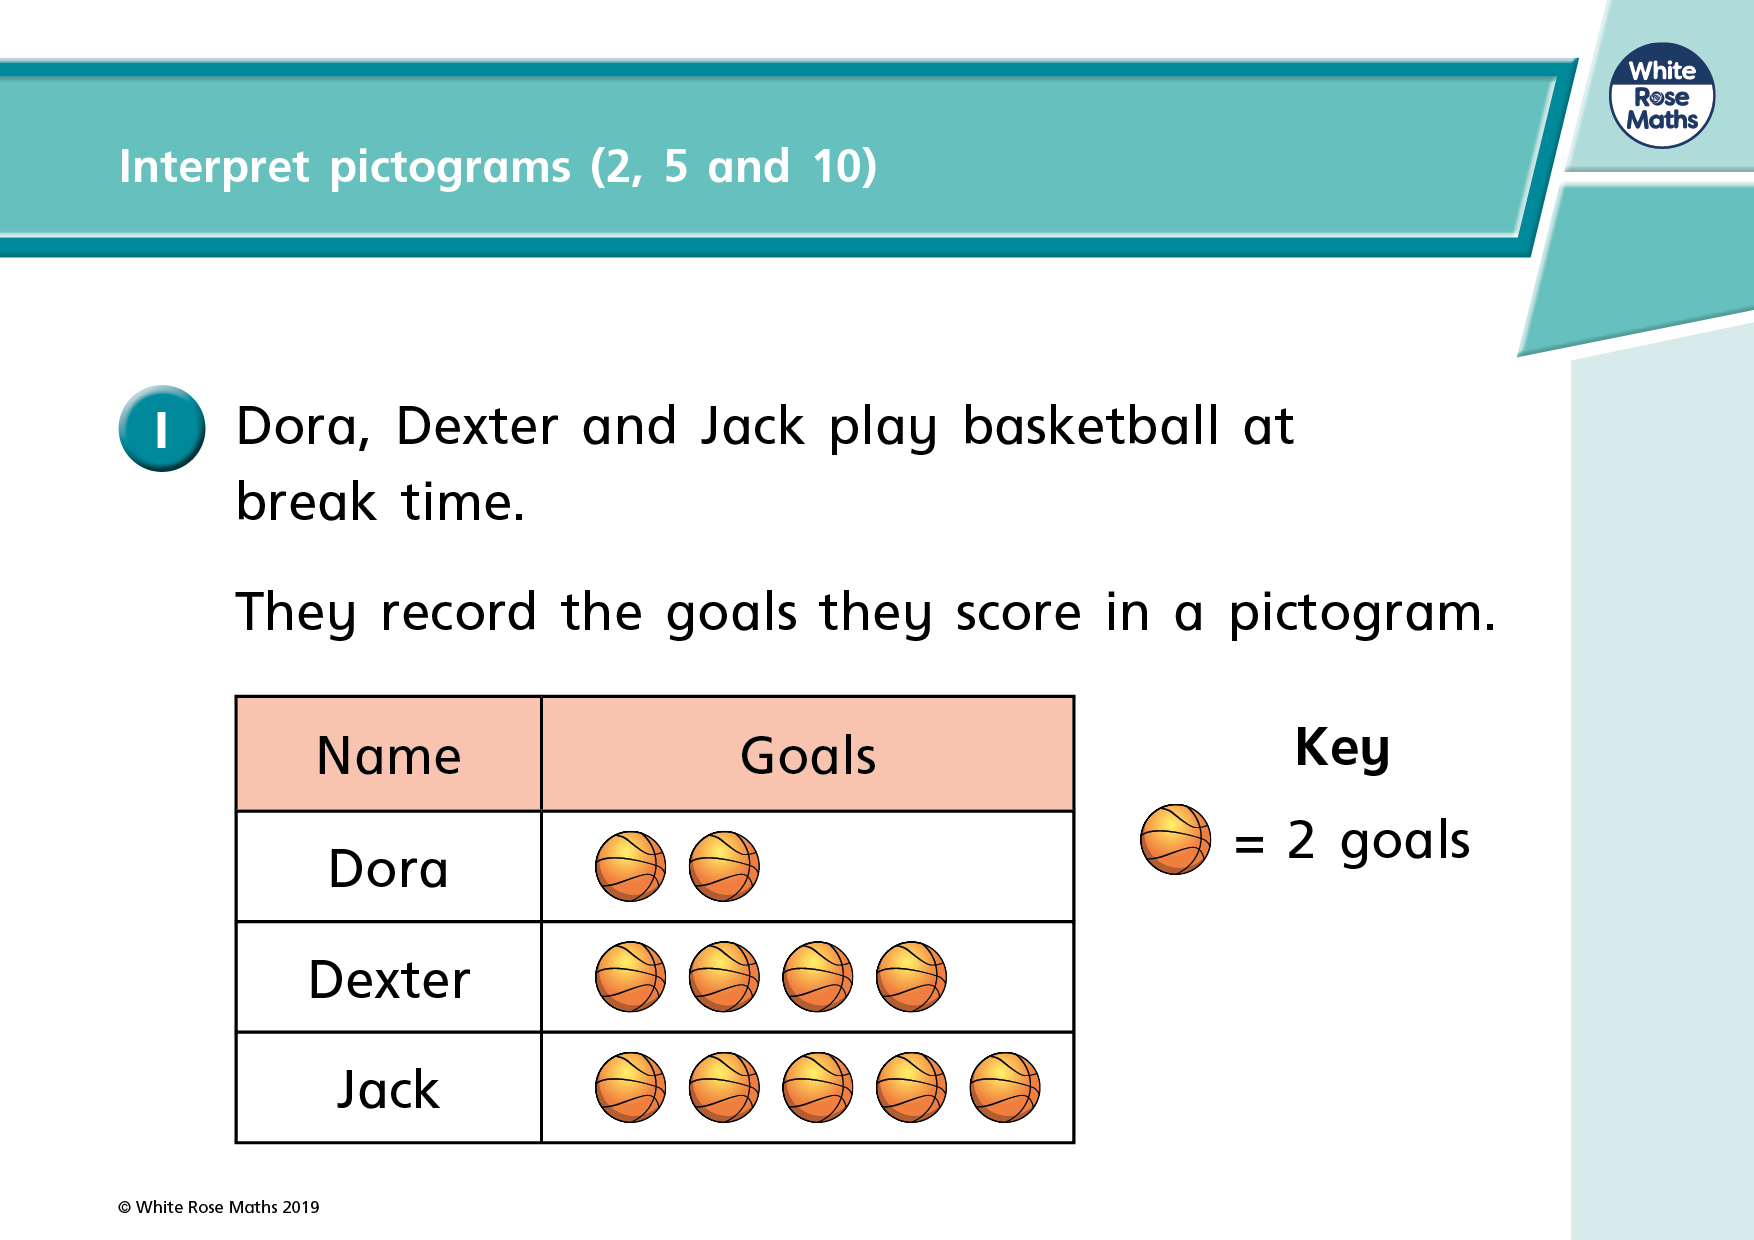 White
Rose
Maths
Interpret pictograms (2, 5 and 10)
1 Dora, Dexter and Jack play basketball at
break time.
They record the goals they score in a pictogram.
Name Goals
Key
= 2 goals
Dora
Dexter
Jack
© White Rose Maths 2019